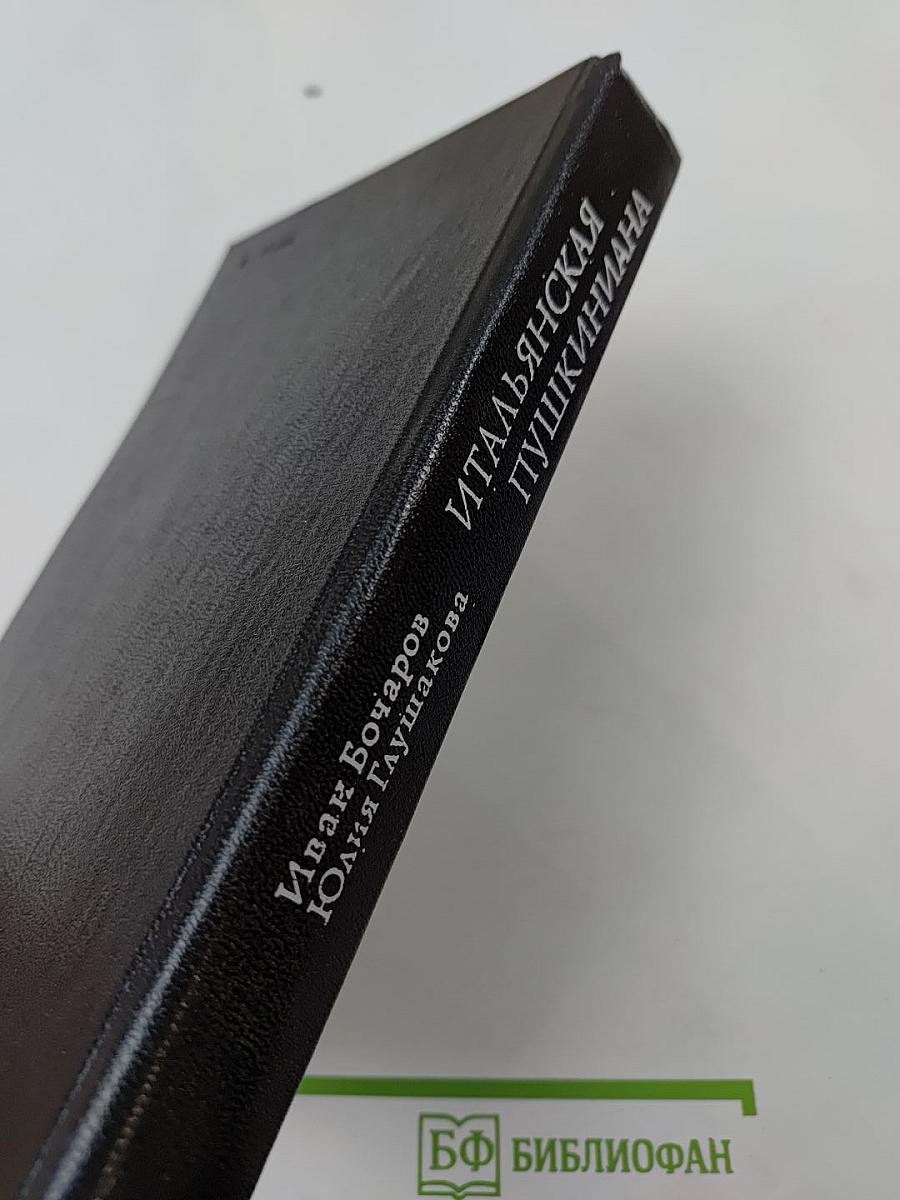 Иван Бочаров
Юлия Глушакова
ИТАЛЬЯНСКАЯ
ПУШКИНИАНА
БФ БИБЛИОФАН